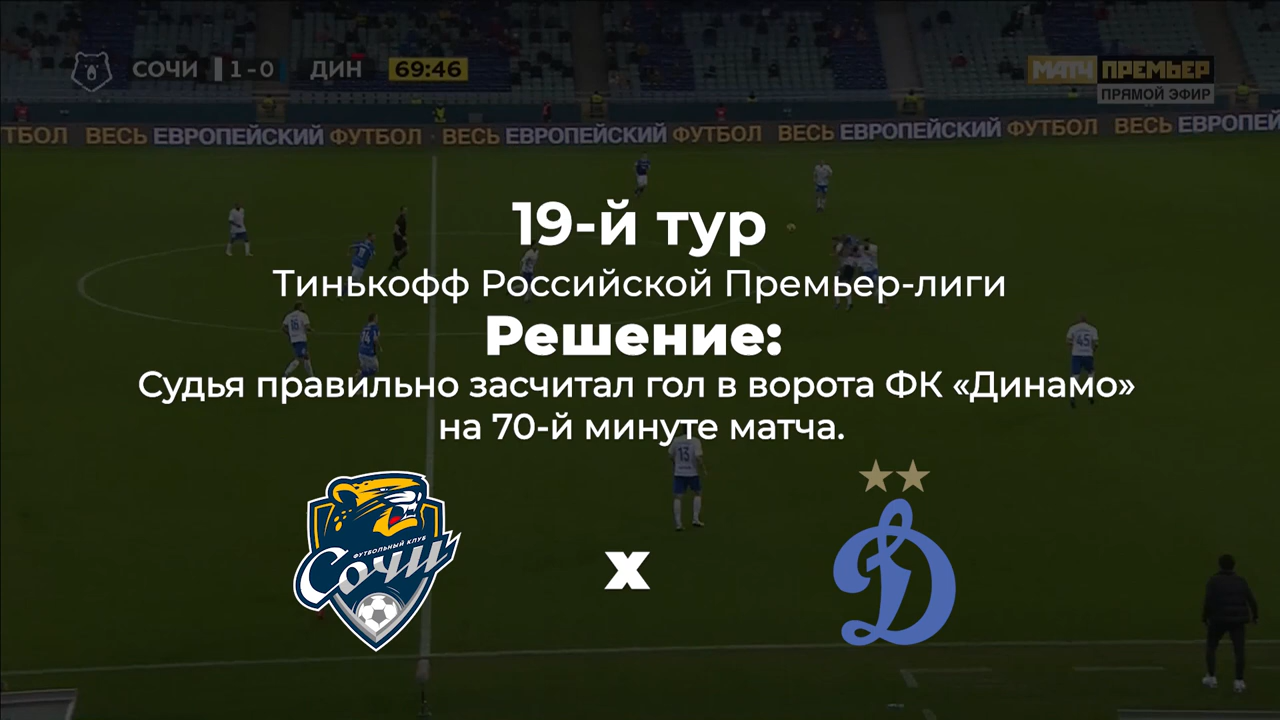 СОЧИ 1-0 ДИН 69:46
МАТЧ ПРЕМЬЕР
ПРЯМОЙ ЭФИР
ТБОЛ ВЕСЬ ЕВРОПЕЙСКИЙ ФУТБОЛ ВЕСЬ ЕВРОПЕЙСКИЙ ФУТБОЛ ВЕСЬ ЕВРОПЕЙСКИЙ ФУТБОЛ ВЕСЬ ЕВРОПЕЙ
19-й тур
Тинькофф Российской Премьер-лиги
Решение:
Судья правильно засчитал гол в ворота ФК «Динамо»
на 70-й минуте матча.
45
13
ФУТБОЛЬНЫЙ КЛУБ
Сочи
x
Д